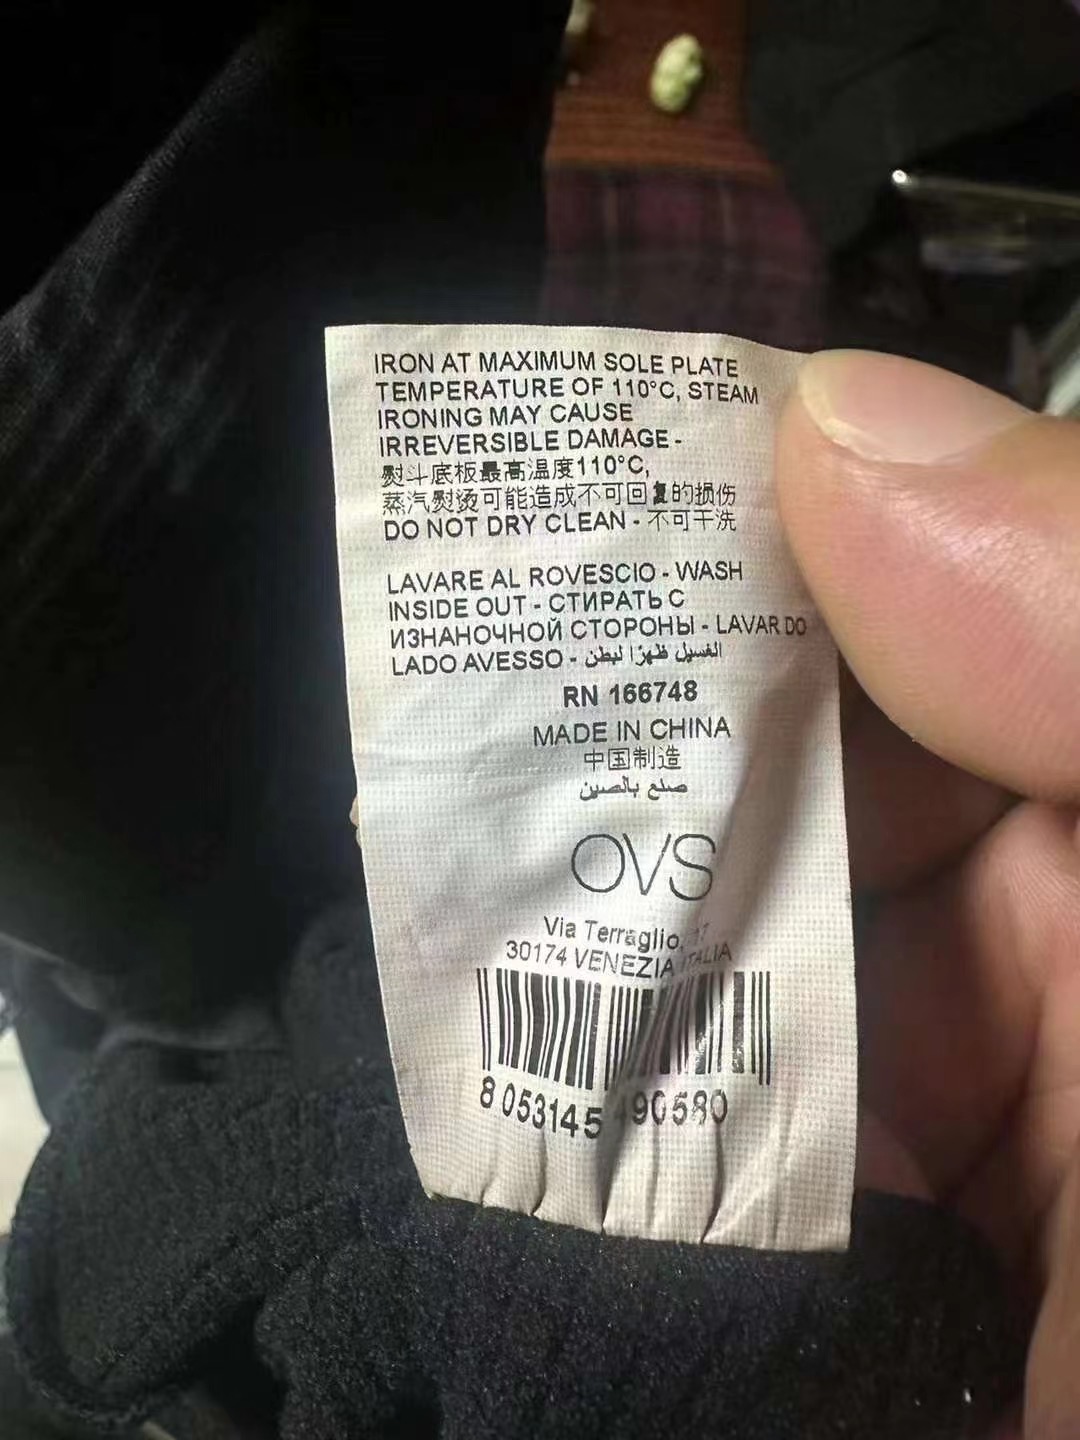 IRON AT MAXIMUM SOLE PLATE
TEMPERATURE OF 110°C, STEAM
IRONING MAY CAUSE
IRREVERSIBLE DAMAGE -
熨斗底板最高温度110°C,
蒸汽熨烫可能造成不可回复的损伤
DO NOT DRY CLEAN - 不可干洗
LAVARE AL ROVESCIO - WASH
INSIDE OUT - СТИРАТЬ С
ИЗНАНОЧНОЙ СТОРОНЫ - LAVAR DO
LADO AVESSO - الغسيل ظهرًا لبطن
RN 166748
MADE IN CHINA
中国制造
صنع بالصين
OVS
Via Terraglio,
30174 VENEZIA ITALIA
8 053145 490580